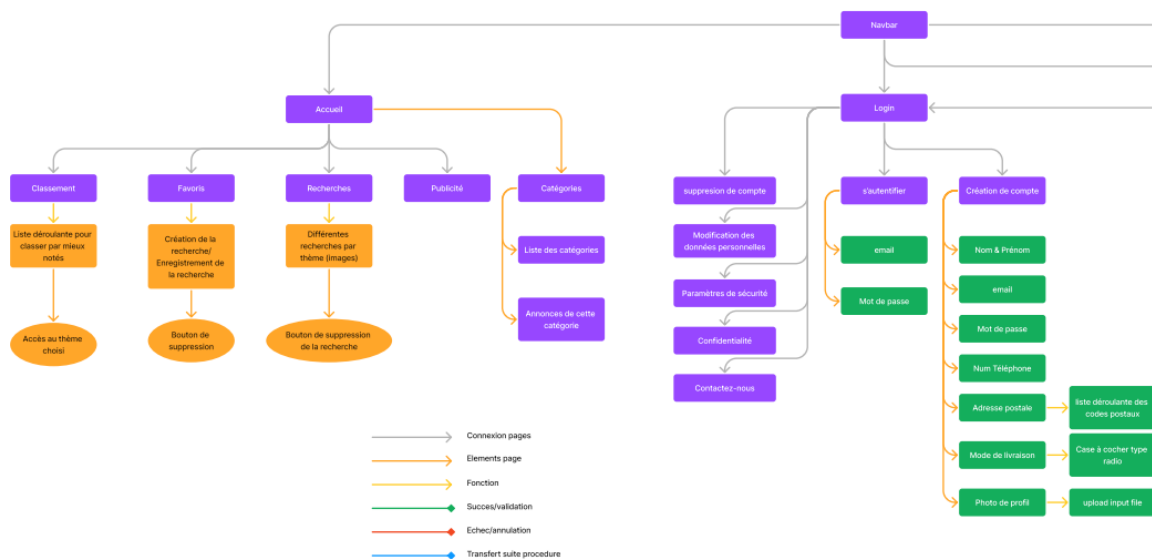 Navbar
Accueil
Login
Classement
Favoris
Recherches
Publicité
Catégories
suppresion de compte
s'autentifier
Création de compte
Liste déroulante pour
classer par mieux
notés
Création de la
recherche/
Enregistrement de
la recherche
Différentes
recherches par
thème (images)
Liste des catégories
Modification des
données personnelles
email
Nom & Prénom
Paramètres de sécurité
Mot de passe
email
Annonces de cette
catégorie
Accès au thème
choisi
Bouton de
suppression
Bouton de suppression
de la recherche
Confidentialité
Mot de passe
Num Téléphone
Contactez-nous
Adresse postale
liste déroulante des
codes postaux
Mode de livraison
Case à cocher type
radio
Photo de profil
upload input file
Connexion pages
Elements page
Fonction
Succes/validation
Echec/annulation
Transfert suite procedure